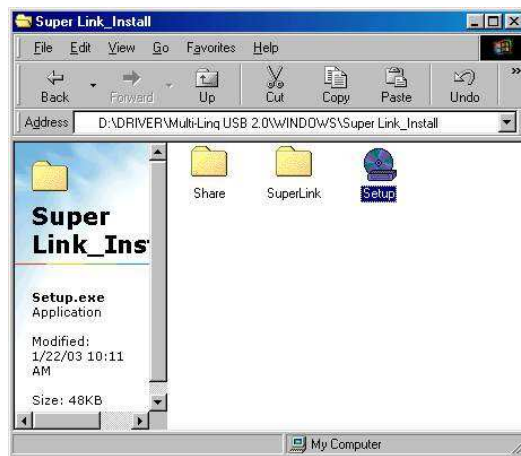 Super Link_Install
File Edit View Go Favorites Help
Back Forward Up Cut Copy Paste Undo »
Address D:\DRIVER\Multi-Linq USB 2.0\WINDOWS\Super Link_Install
Share SuperLink Setup
Super
Link_Ins
Setup.exe
Application
Modified:
1/22/03 10:11
AM
Size: 48KB
My Computer